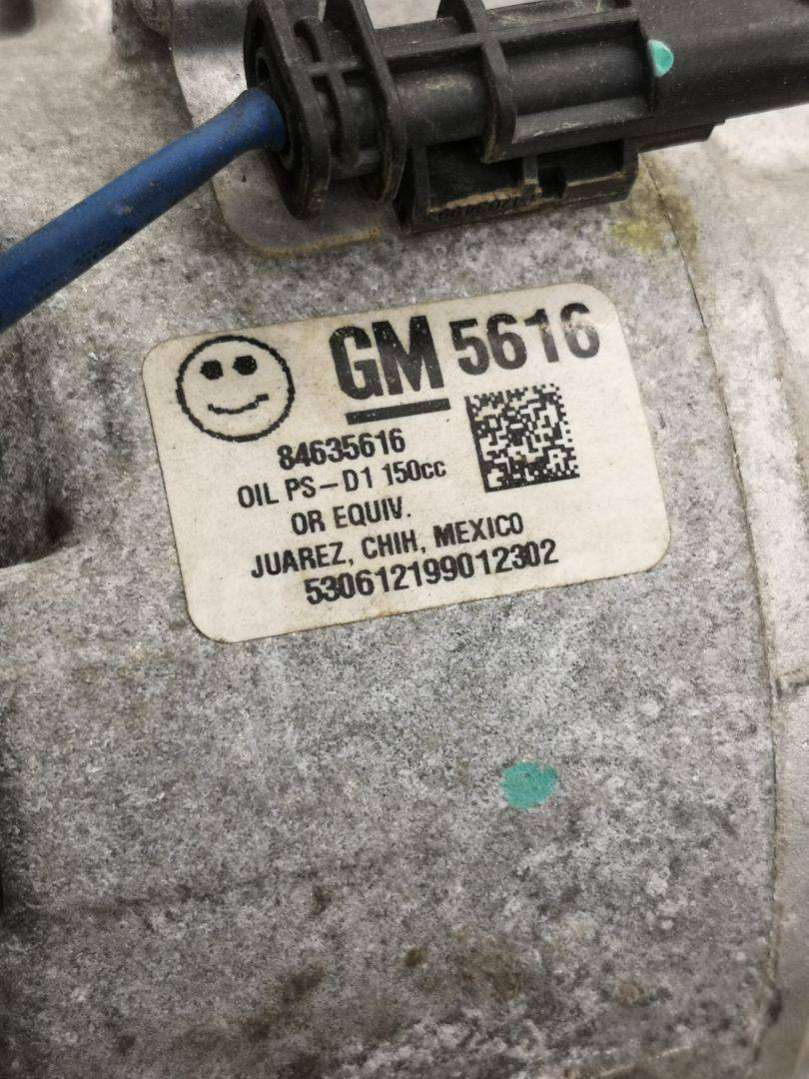 GM 5616
84635616
OIL PS-D1 150cc
OR EQUIV.
JUAREZ, CHIH, MEXICO
530612199012302